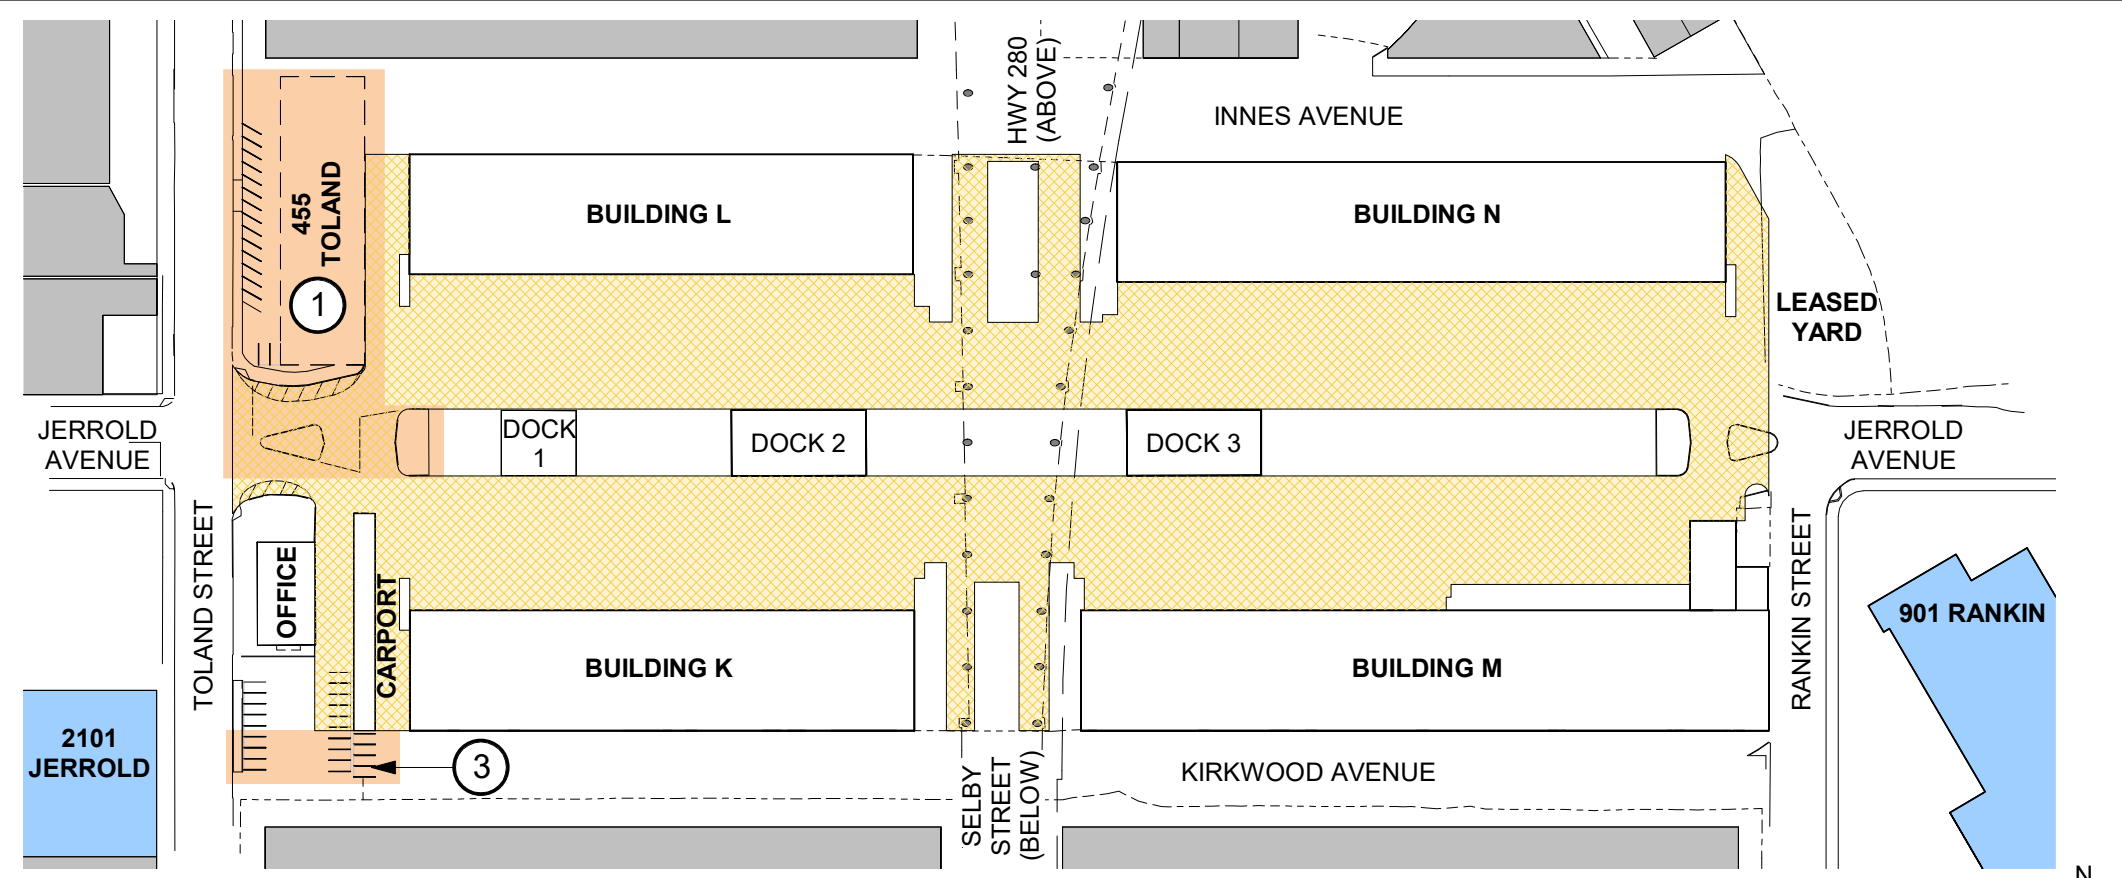 HWY 280
(ABOVE)
INNES AVENUE
455
TOLAND
BUILDING L
BUILDING N
1
LEASED
YARD
JERROLD
AVENUE
DOCK
1
DOCK 2
DOCK 3
JERROLD
AVENUE
TOLAND STREET
OFFICE
CARPORT
RANKIN STREET
901 RANKIN
BUILDING K
BUILDING M
2101
JERROLD
3
SELBY
STREET
(BELOW)
KIRKWOOD AVENUE
N